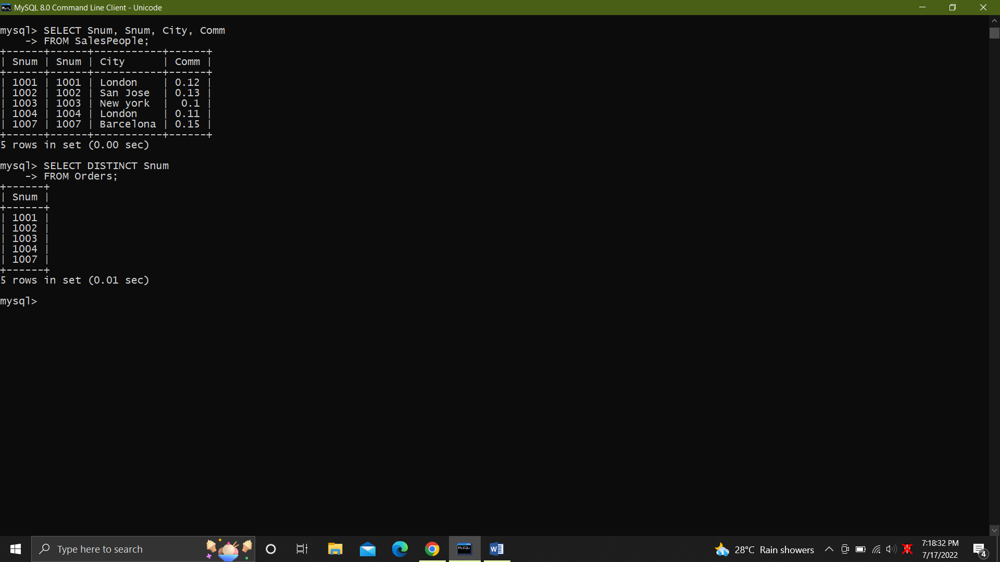 MySQL 8.0 Command Line Client - Unicode
mysql> SELECT Snum, Snum, City, Comm
    -> FROM SalesPeople;
+------+------+-----------+------+
| Snum | Snum | City      | Comm |
+------+------+-----------+------+
| 1001 | 1001 | London    | 0.12 |
| 1002 | 1002 | San Jose  | 0.13 |
| 1003 | 1003 | New york  |  0.1 |
| 1004 | 1004 | London    | 0.11 |
| 1007 | 1007 | Barcelona | 0.15 |
+------+------+-----------+------+
5 rows in set (0.00 sec)
mysql> SELECT DISTINCT Snum
    -> FROM Orders;
+------+
| Snum |
+------+
| 1001 |
| 1002 |
| 1003 |
| 1004 |
| 1007 |
+------+
5 rows in set (0.01 sec)
mysql>
Type here to search
28°C Rain showers
7:18:32 PM
7/17/2022
4